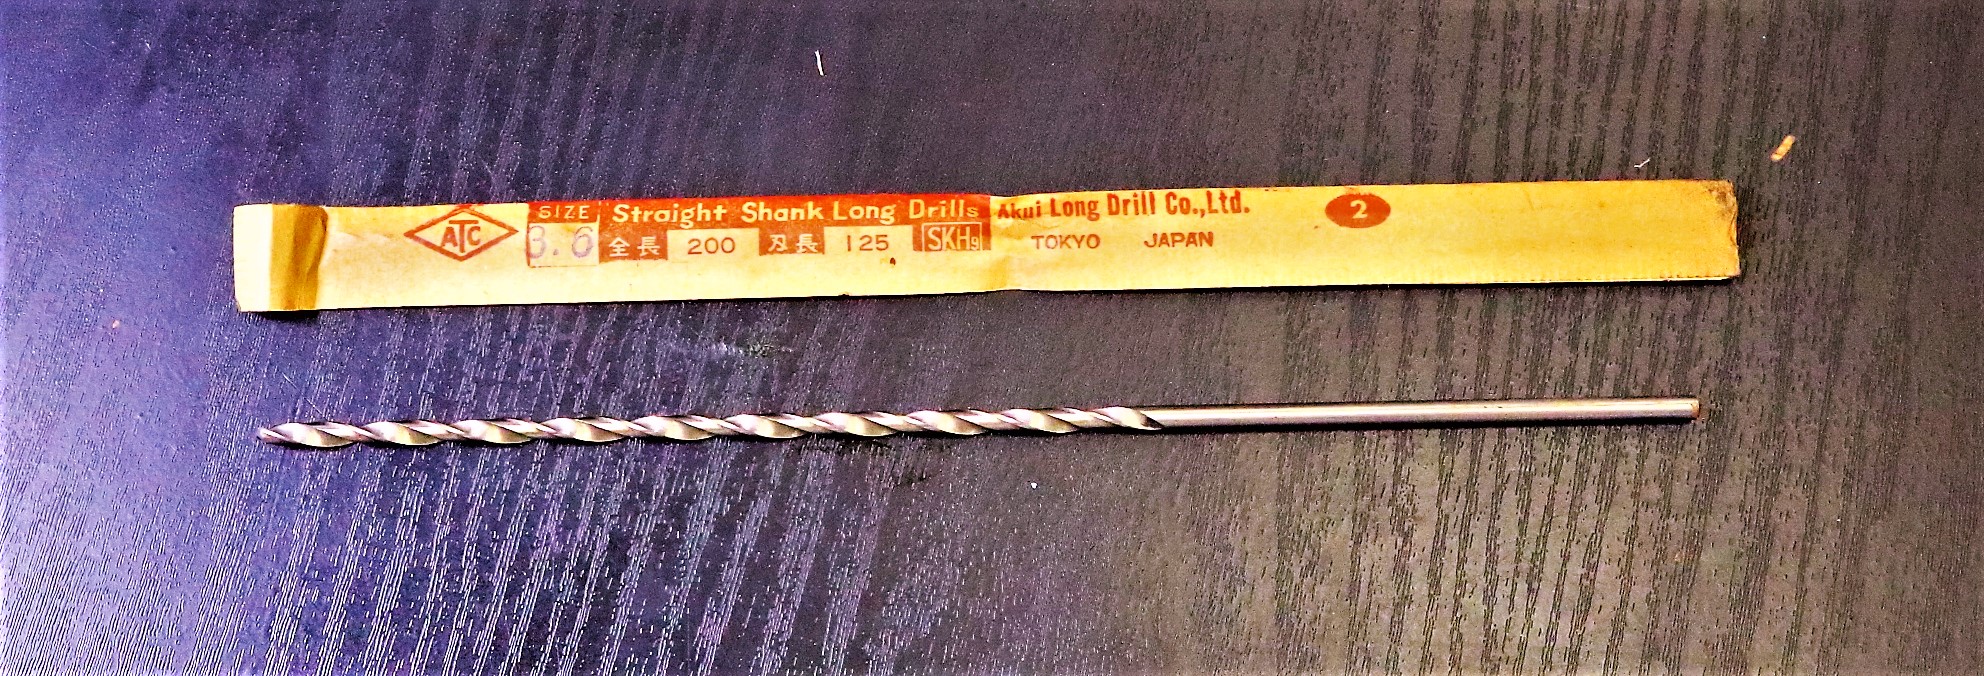 ATC
SIZE Straight Shank Long Drills Akui Long Drill Co.,Ltd. 2
3.6 全長 200 刃長 125 SKH9 TOKYO JAPAN